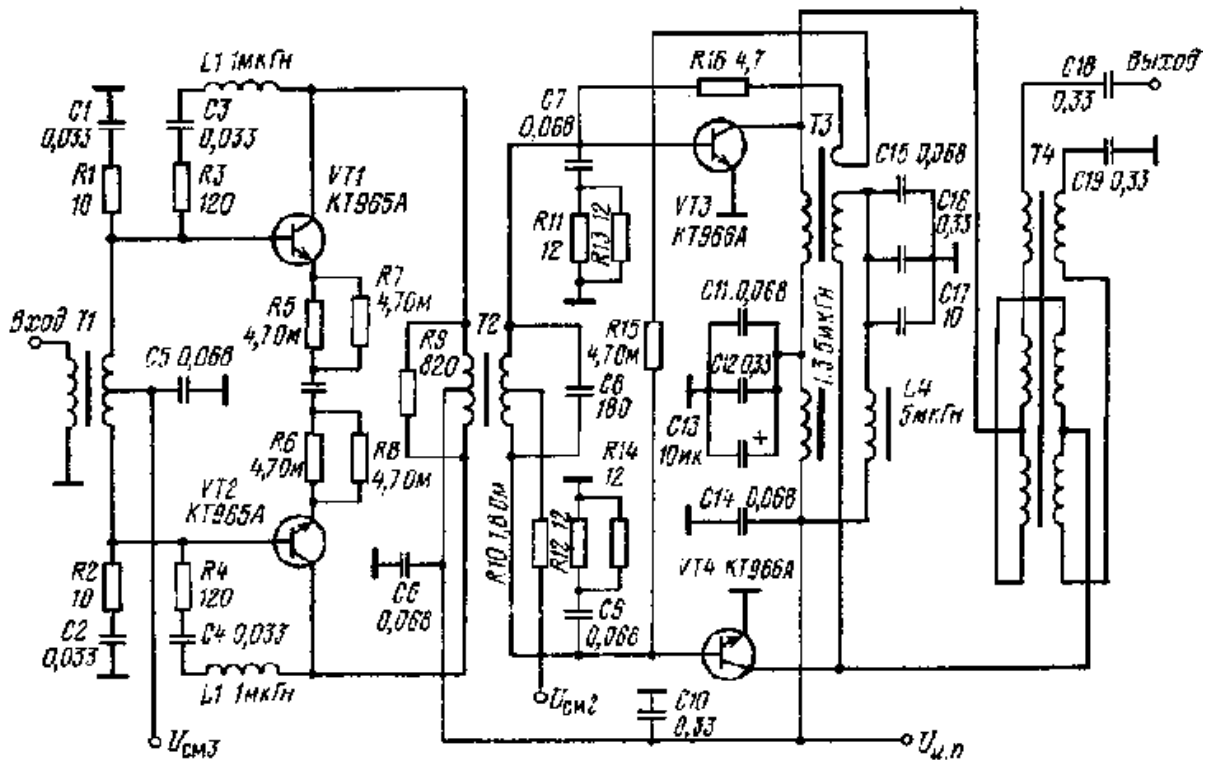 L1 1мкГн
C1
0,033
C3
0,033
R1
10
R3
120
VT1
КТ965А
R5
4,7Ом
R7
4,7Ом
Вход T1
C5 0,068
R6
4,7Ом
R8
4,7Ом
VT2
КТ965А
R2
10
R4
120
C2
0,033
C4 0,033
L1 1мкГн
Uсм3
R9
820
T2
C6
0,068
C7
0,068
R16 4,7
R11
12
R13 12
VT3
КТ966А
T3
C15 0,068
C16
0,33
C17
10
C11 0,068
C12 0,33
C13
10мк
+
L3 5мкГн
L4
5мкГн
R15
4,7Ом
C8
180
R14
12
R10 1,8 Ом
R12 12
C9
0,068
C14 0,068
VT4 КТ966А
Uсм2
C10
0,33
Uи.п
C18
0,33
Выход
C19 0,33
T4